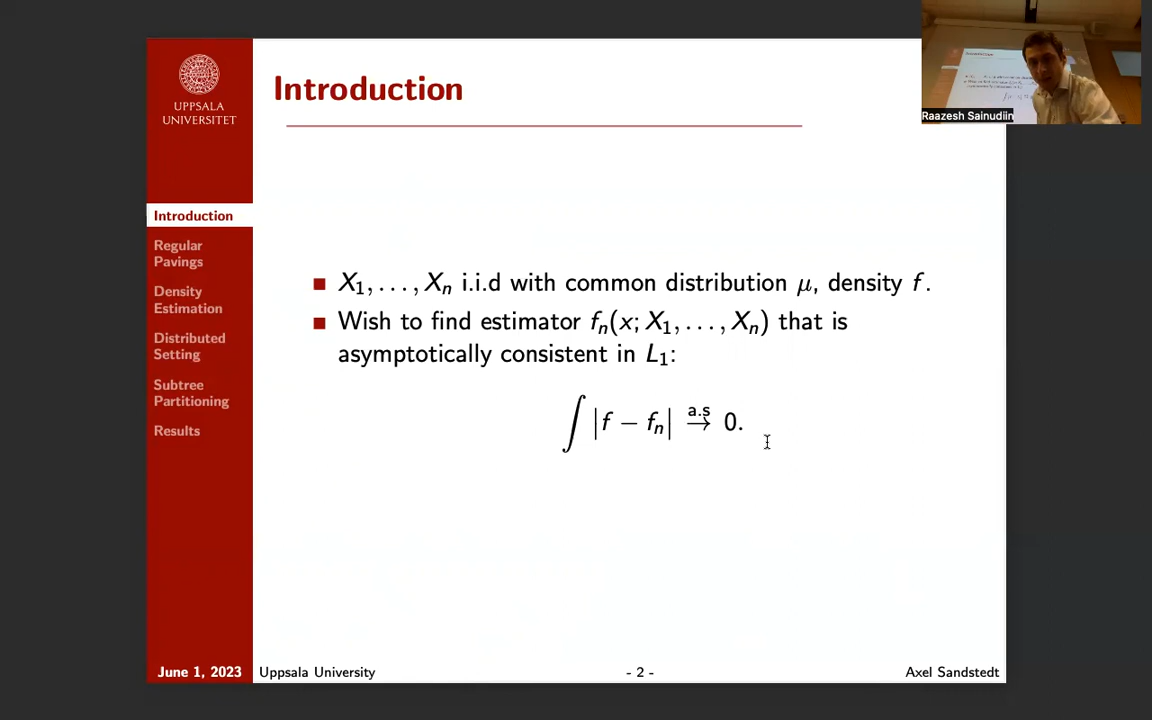 UPPSALA
UNIVERSITET
Introduction
Introduction
Regular
Pavings
Density
Estimation
Distributed
Setting
Subtree
Partitioning
Results
■ X₁, . . . , Xₙ i.i.d with common distribution μ, density f.
■ Wish to find estimator fₙ(x; X₁, . . . , Xₙ) that is
asymptotically consistent in L₁:
∫ |f − fₙ| →^{a.s} 0.
June 1, 2023
Uppsala University
- 2 -
Axel Sandstedt
Raazesh Sainudiin